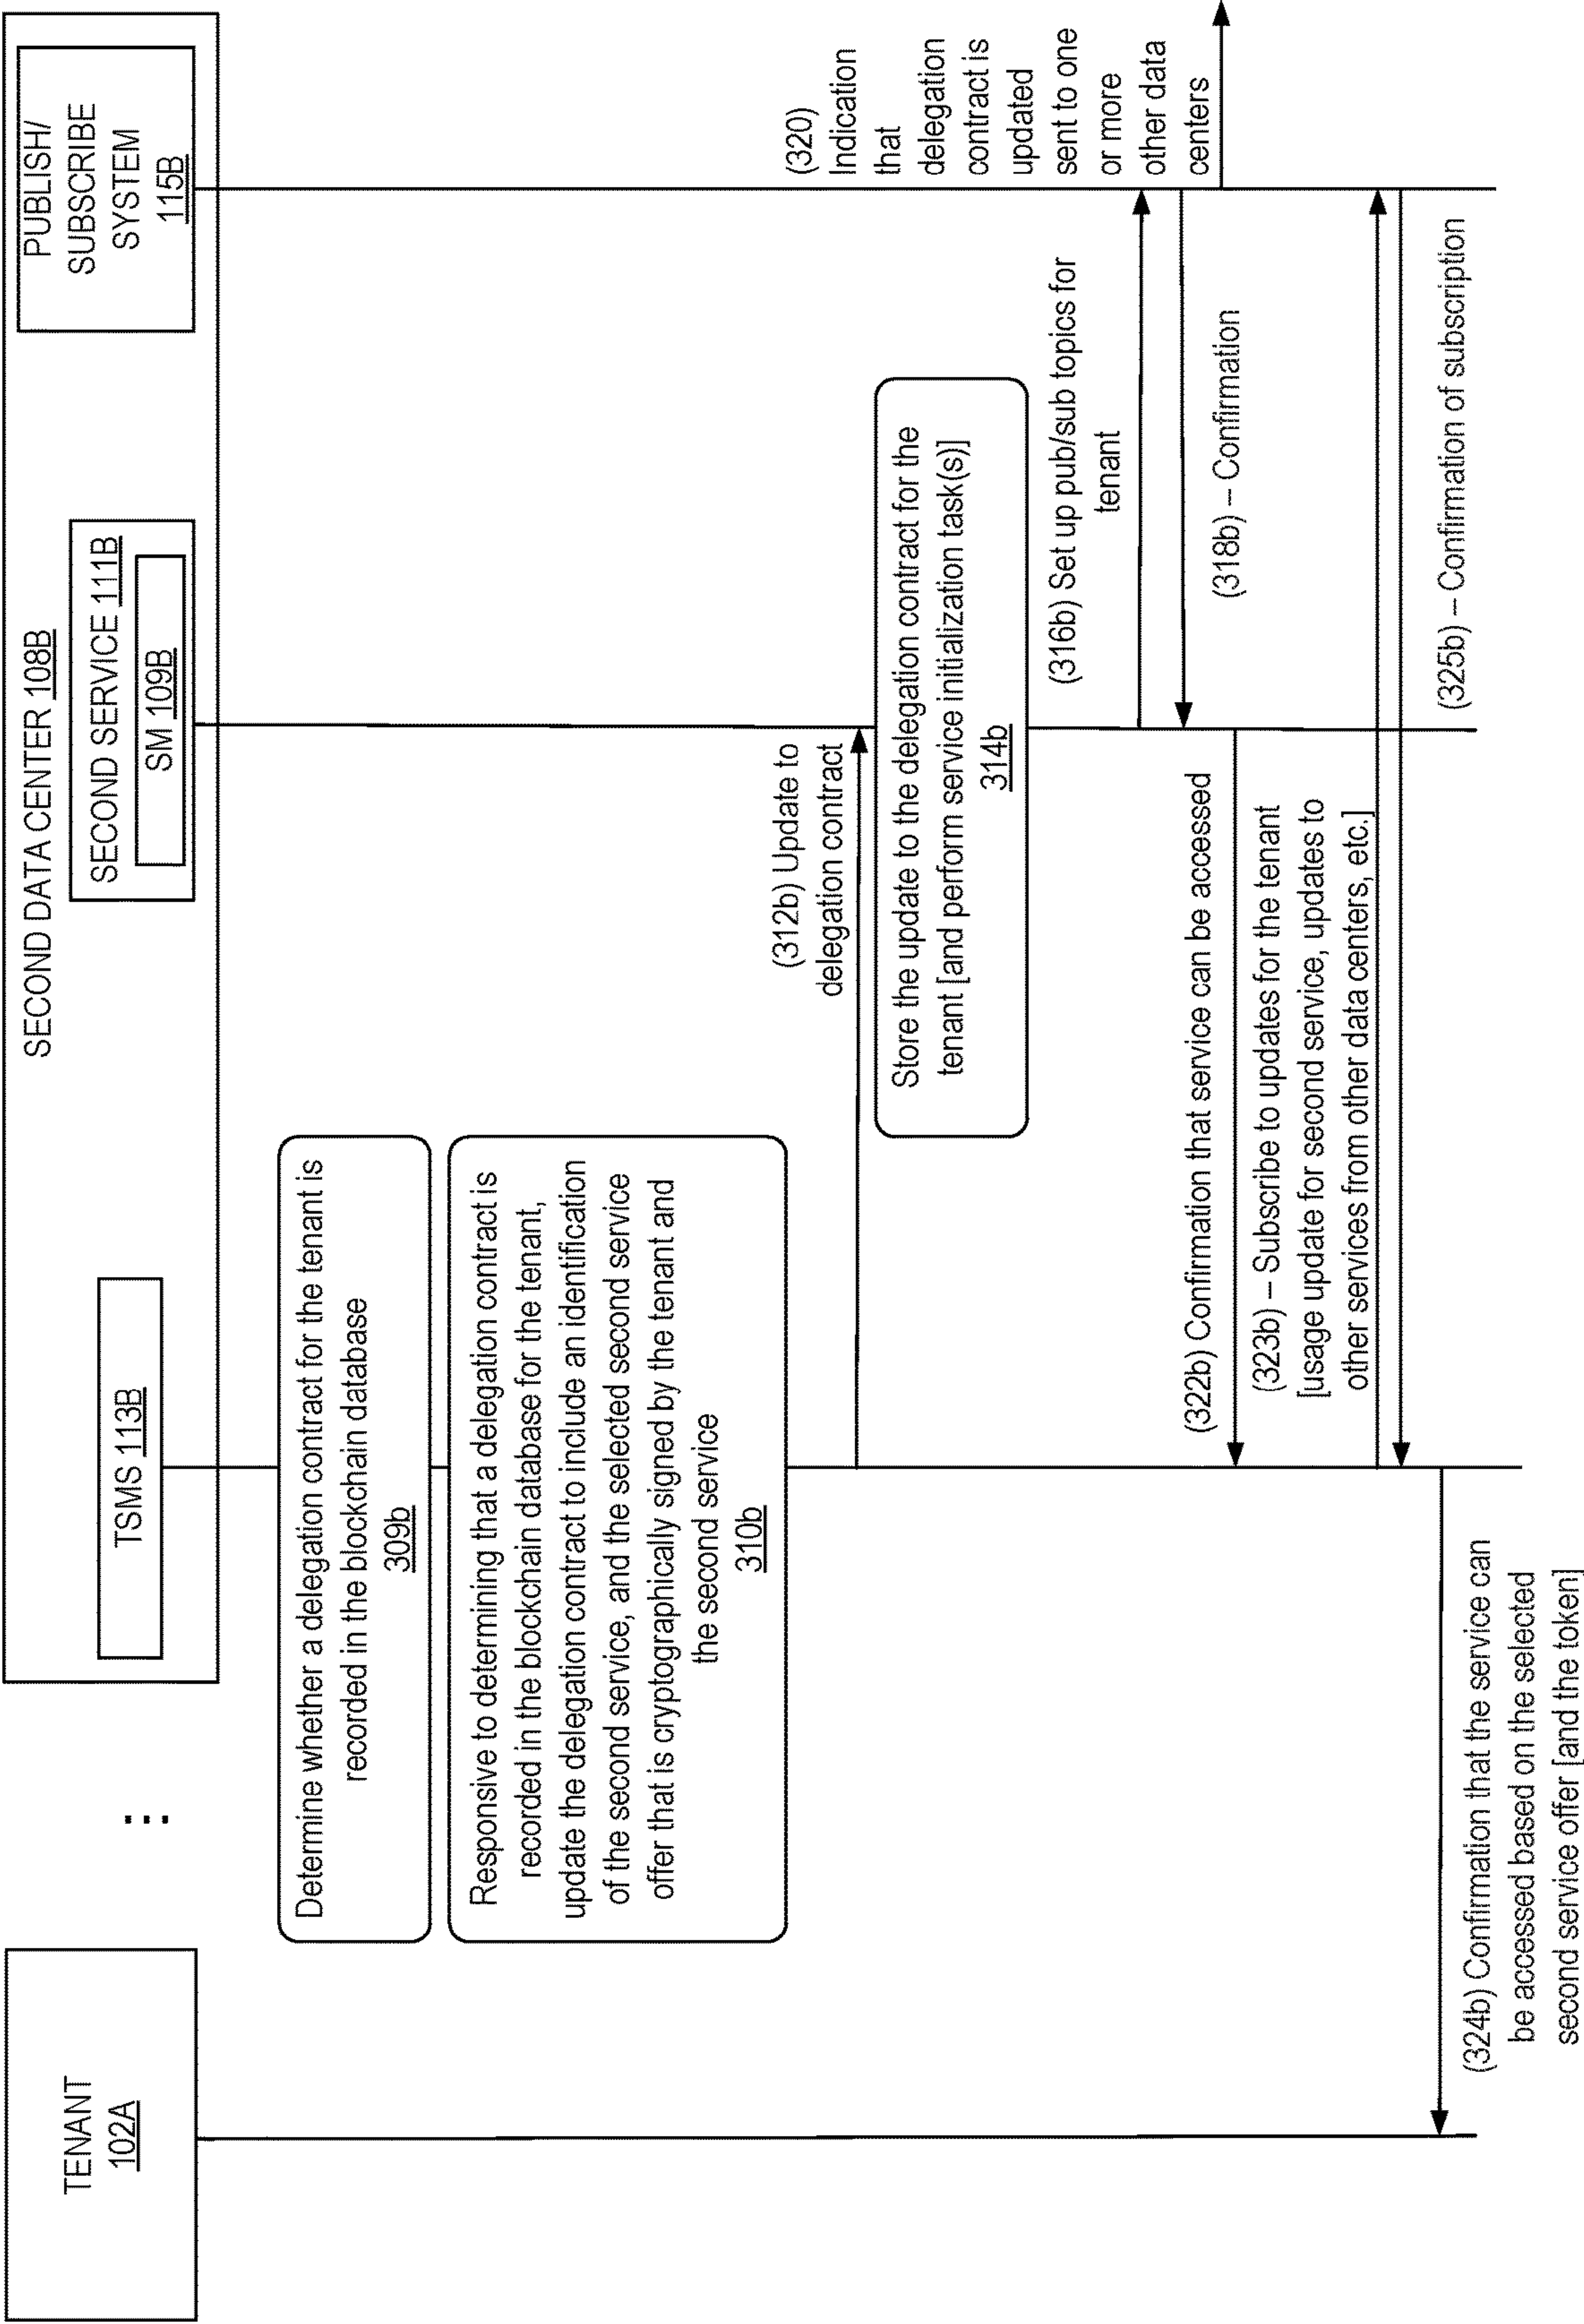 TENANT
102A
...
SECOND DATA CENTER 108B
TSMS 113B
SECOND SERVICE 111B
SM 109B
PUBLISH/
SUBSCRIBE
SYSTEM
115B
Determine whether a delegation contract for the tenant is
recorded in the blockchain database
309b
Responsive to determining that a delegation contract is
recorded in the blockchain database for the tenant,
update the delegation contract to include an identification
of the second service, and the selected second service
offer that is cryptographically signed by the tenant and
the second service
310b
(312b) Update to
delegation contract
Store the update to the delegation contract for the
tenant [and perform service initialization task(s)]
314b
(316b) Set up pub/sub topics for
tenant
(318b) – Confirmation
(320)
Indication
that
delegation
contract is
updated
sent to one
or more
other data
centers
(322b) Confirmation that service can be accessed
(323b) – Subscribe to updates for the tenant
[usage update for second service, updates to
other services from other data centers, etc.]
(325b) – Confirmation of subscription
(324b) Confirmation that the service can
be accessed based on the selected
second service offer [and the token]